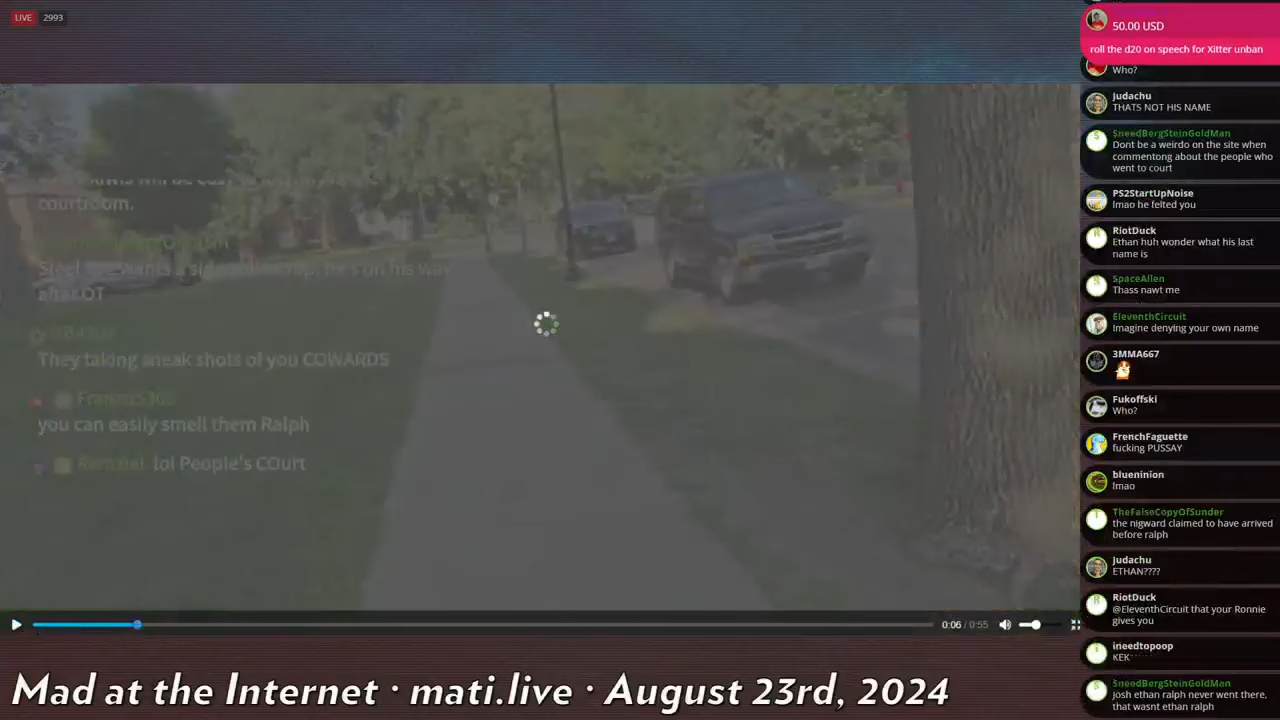 LIVE 2993
courtroom.
after OT
They taking sneak shots of you COWARDS
you can easily smell them Ralph
lol People's COurt
0:06 / 0:55
Mad at the Internet · mati.live · August 23rd, 2024
50.00 USD
roll the d20 on speech for Xitter unban
Who?
Judachu
THATS NOT HIS NAME
SneedBergSteinGoldMan
Dont be a weirdo on the site when
commentong about the people who
went to court
PS2StartUpNoise
lmao he felted you
RiotDuck
Ethan huh wonder what his last
name is
SpaceAllen
Thass nawt me
EleventhCircuit
Imagine denying your own name
3MMA667
Fukoffski
Who?
FrenchFaguette
fucking PUSSAY
blueninion
lmao
TheFalseCopyOfSunder
the nigward claimed to have arrived
before ralph
Judachu
ETHAN????
RiotDuck
@EleventhCircuit that your Ronnie
gives you
ineedtopoop
KEK
SneedBergSteinGoldMan
Josh ethan ralph never went there,
that wasnt ethan ralph